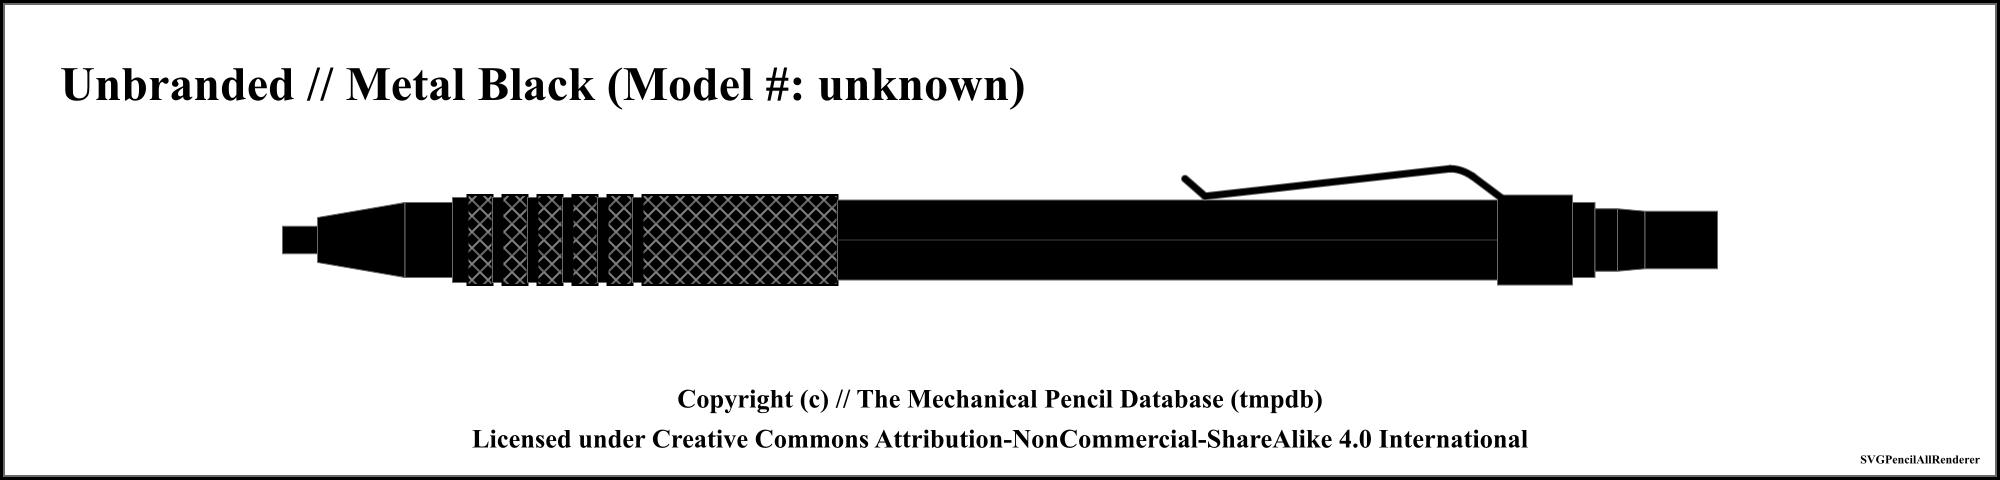 Unbranded // Metal Black (Model #: unknown)
Copyright (c) // The Mechanical Pencil Database (tmpdb)
Licensed under Creative Commons Attribution-NonCommercial-ShareAlike 4.0 International
SVGPencilAllRenderer